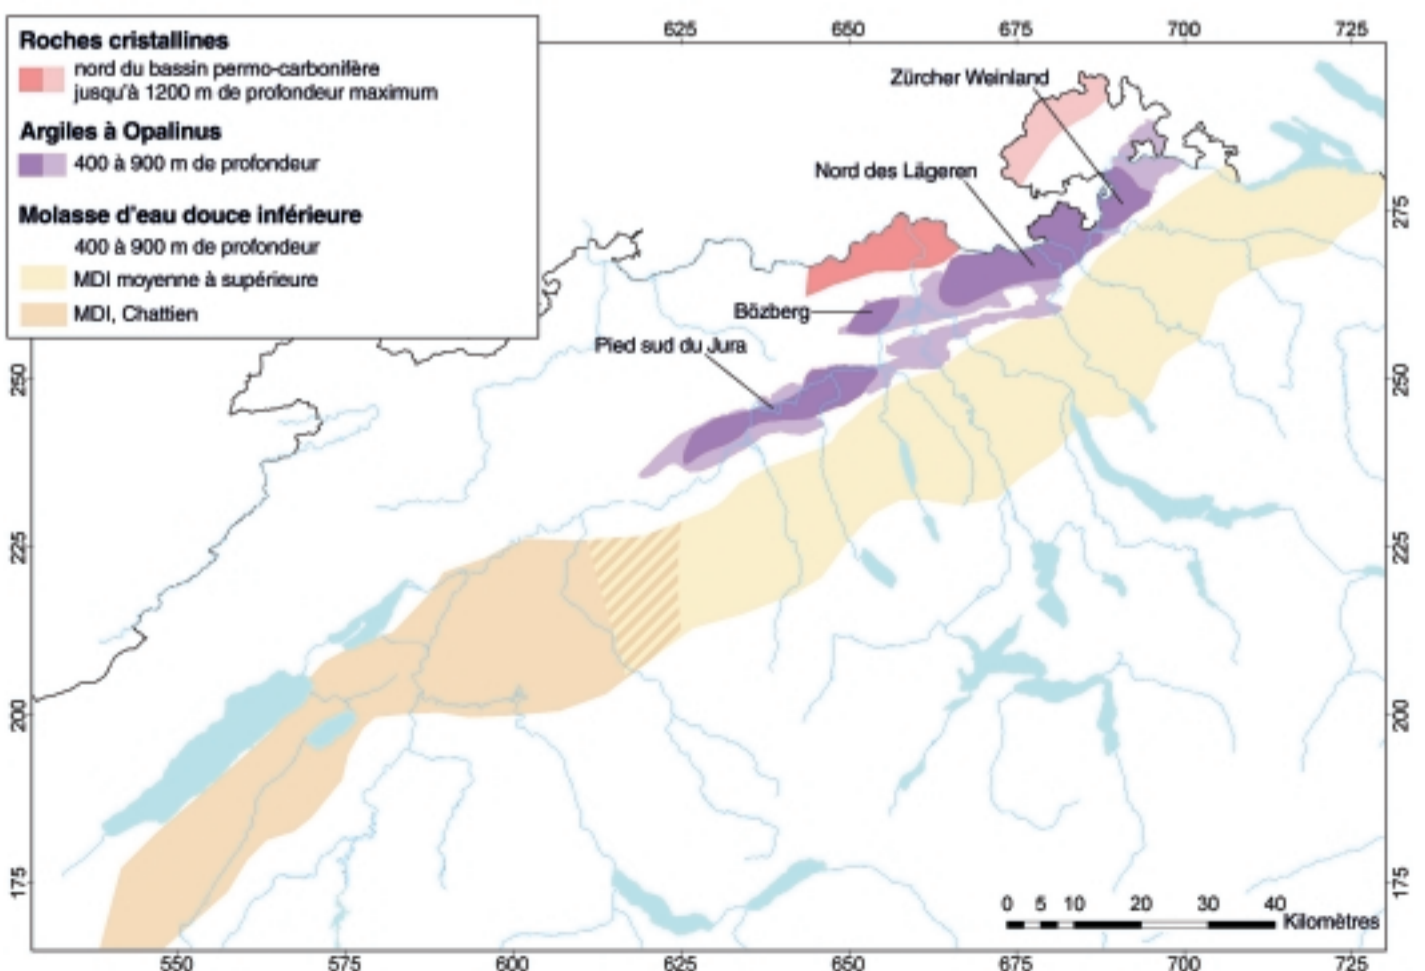 Roches cristallines
nord du bassin permo-carbonifère
jusqu'à 1200 m de profondeur maximum
Argiles à Opalinus
400 à 900 m de profondeur
Molasse d'eau douce inférieure
400 à 900 m de profondeur
MDI moyenne à supérieure
MDI, Chattien
625 650 675 700 725
Zürcher Weinland
Nord des Lägeren
Bözberg
Pied sud du Jura
275
250 250
225 225
200 200
175 175
0 5 10 20 30 40
Kilomètres
550 575 600 625 650 675 700 725